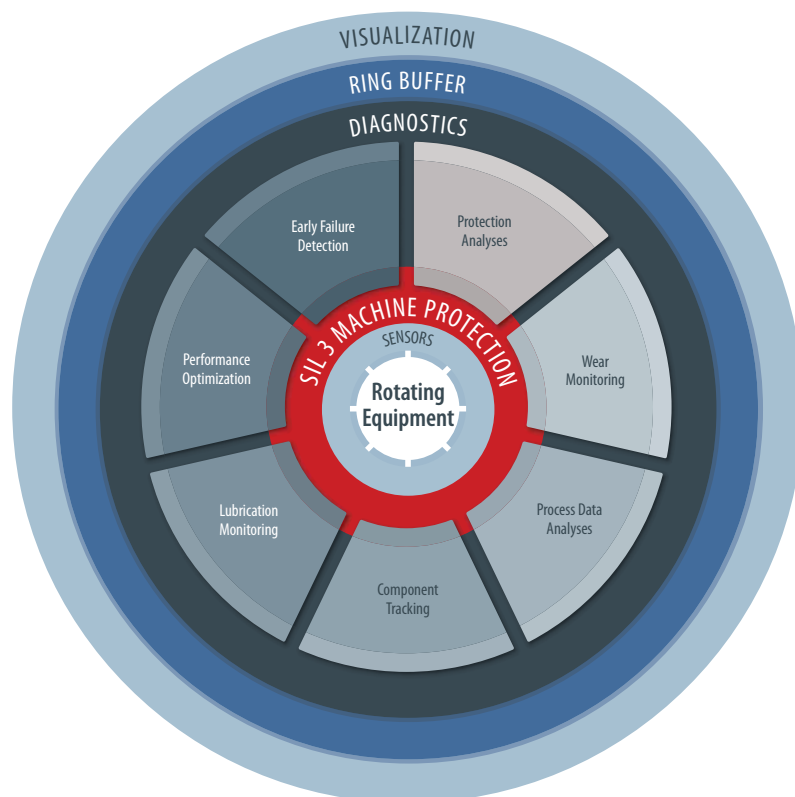 VISUALIZATION
RING BUFFER
DIAGNOSTICS
Early Failure
Detection
Protection
Analyses
Performance
Optimization
SIL 3 MACHINE PROTECTION
SENSORS
Rotating
Equipment
Wear
Monitoring
Lubrication
Monitoring
Process Data
Analyses
Component
Tracking